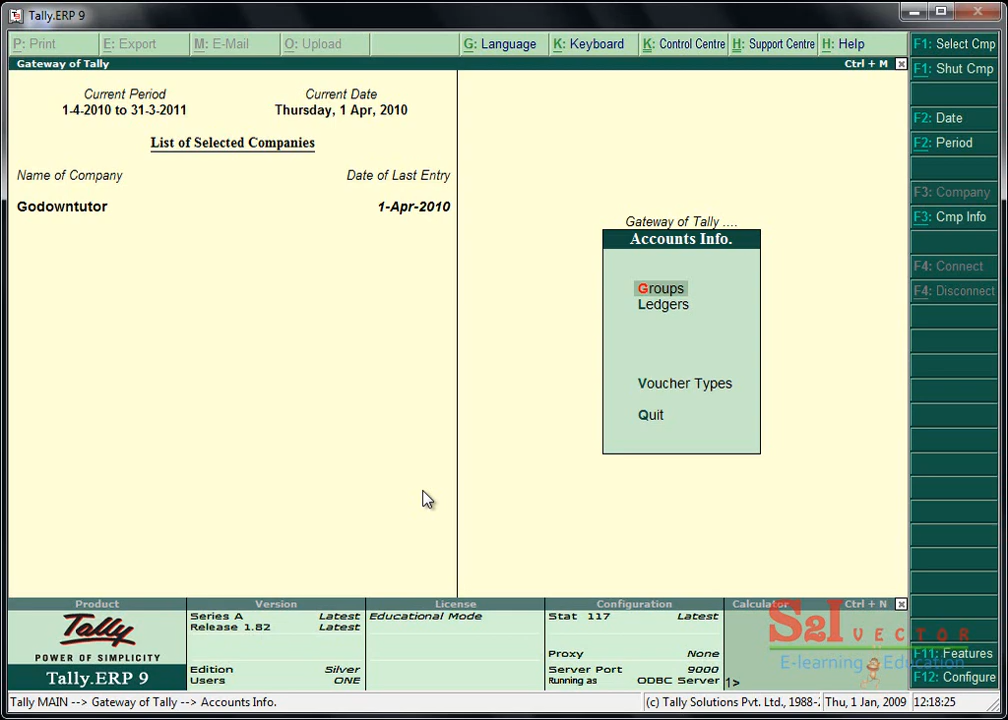 Tally.ERP 9
P: Print E: Export M: E-Mail O: Upload G: Language K: Keyboard K: Control Centre H: Support Centre H: Help
F1: Select Cmp
F1: Shut Cmp
F2: Date
F2: Period
F3: Company
F3: Cmp Info
F4: Connect
F4: Disconnect
F11: Features
F12: Configure
Gateway of Tally Ctrl + M
Current Period Current Date
1-4-2010 to 31-3-2011 Thursday, 1 Apr, 2010
List of Selected Companies
Name of Company Date of Last Entry
Godowntutor 1-Apr-2010
Gateway of Tally ....
Accounts Info.
Groups
Ledgers
Voucher Types
Quit
Product Version License Configuration Calculator Ctrl + N
Tally
POWER OF SIMPLICITY
Tally.ERP 9
Series A Latest
Release 1.82 Latest
Edition Silver
Users ONE
Educational Mode
Stat 117 Latest
Proxy None
Server Port 9000
Running as ODBC Server
1>
S2I VECTOR
E-learning Education
Tally MAIN --> Gateway of Tally --> Accounts Info. (c) Tally Solutions Pvt. Ltd., 1988-2 Thu, 1 Jan, 2009 12:18:25